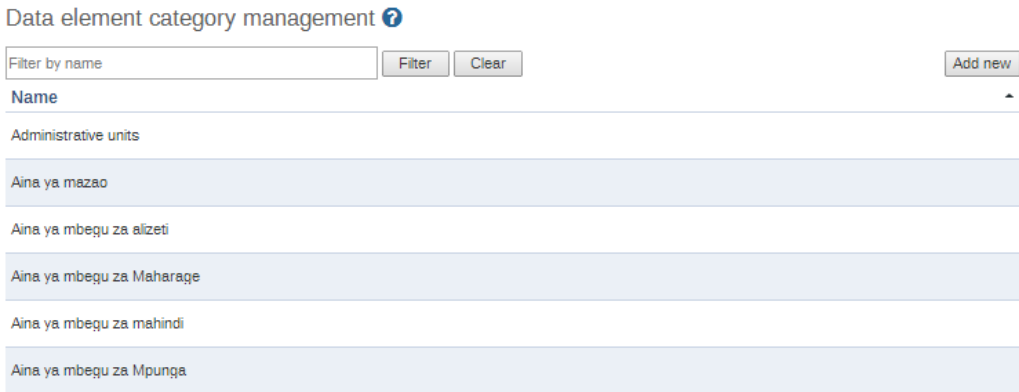 Data element category management ?
Filter by name Filter Clear Add new
Name
Administrative units
Aina ya mazao
Aina ya mbegu za alizeti
Aina ya mbegu za Maharage
Aina ya mbegu za mahindi
Aina ya mbegu za Mpunga